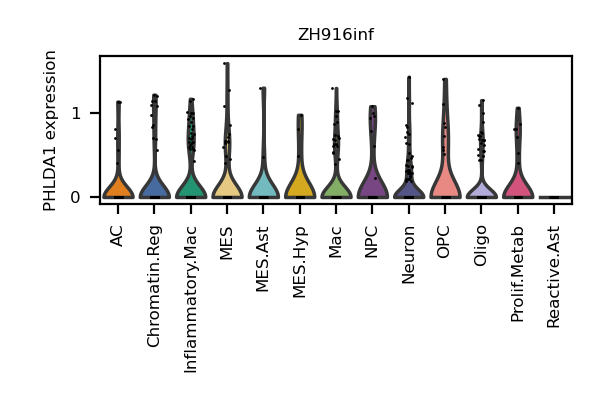 ZH916inf
PHLDA1 expression
1
0
AC
Chromatin.Reg
Inflammatory.Mac
MES
MES.Ast
MES.Hyp
Mac
NPC
Neuron
OPC
Oligo
Prolif.Metab
Reactive.Ast